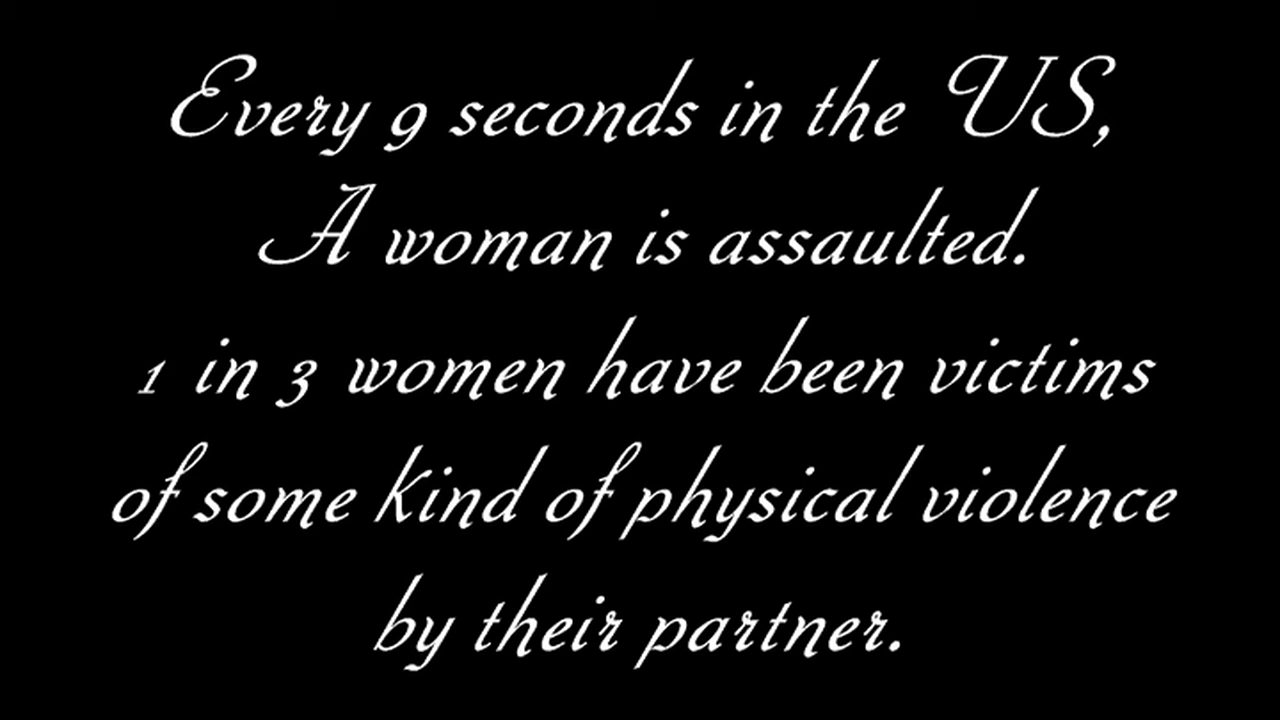 Every 9 seconds in the US,
A woman is assaulted.
1 in 3 women have been victims
of some kind of physical violence
by their partner.